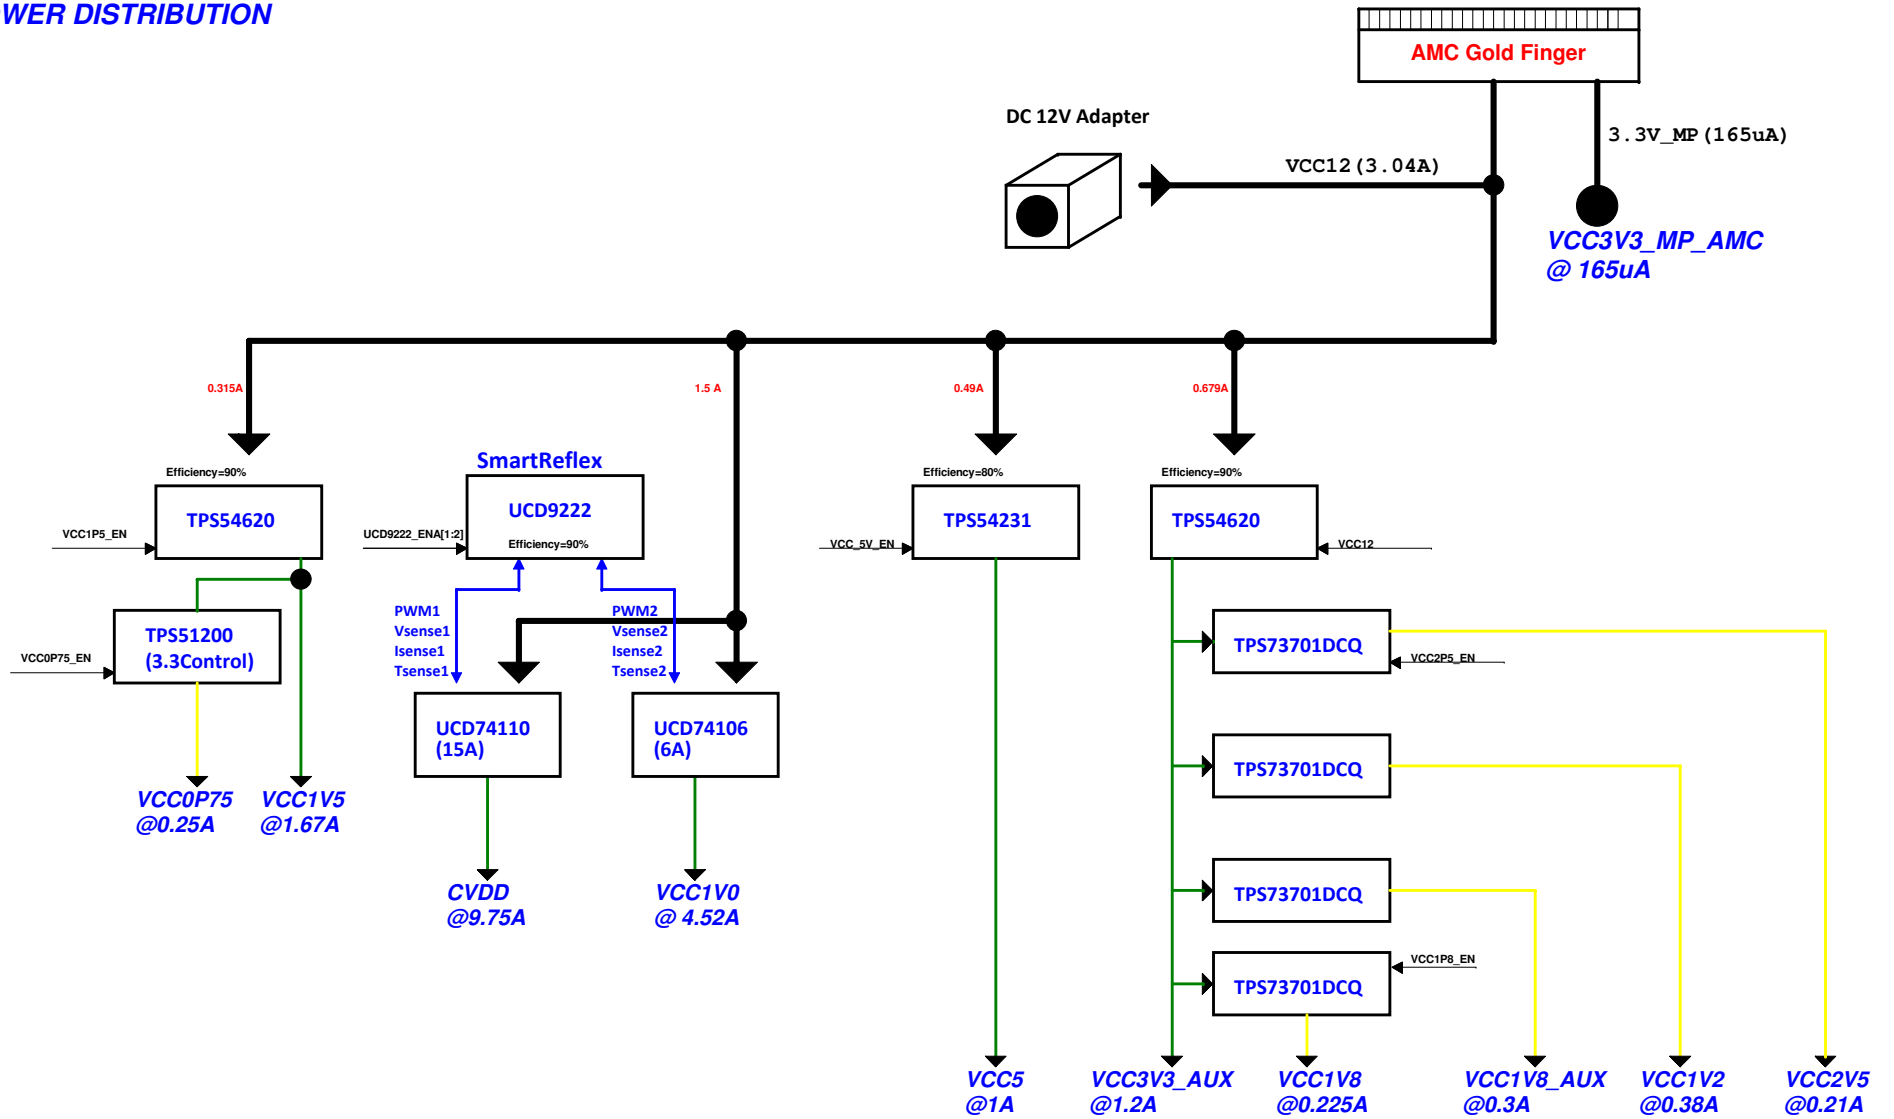 OWER DISTRIBUTION
AMC Gold Finger
DC 12V Adapter
3.3V_MP(165uA)
VCC12(3.04A)
VCC3V3_MP_AMC
@ 165uA
0.315A
1.5 A
0.49A
0.679A
Efficiency=90%
SmartReflex
Efficiency=80%
Efficiency=90%
TPS54620
UCD9222
TPS54231
TPS54620
VCC1P5_EN
UCD9222_ENA[1:2]
Efficiency=90%
VCC_5V_EN
VCC12
TPS51200
(3.3Control)
VCC0P75_EN
PWM1
Vsense1
Isense1
Tsense1
PWM2
Vsense2
Isense2
Tsense2
TPS73701DCQ
VCC2P5_EN
UCD74110
(15A)
UCD74106
(6A)
TPS73701DCQ
VCC0P75
@0.25A
VCC1V5
@1.67A
CVDD
@9.75A
VCC1V0
@ 4.52A
TPS73701DCQ
VCC1P8_EN
TPS73701DCQ
VCC5
@1A
VCC3V3_AUX
@1.2A
VCC1V8
@0.225A
VCC1V8_AUX
@0.3A
VCC1V2
@0.38A
VCC2V5
@0.21A